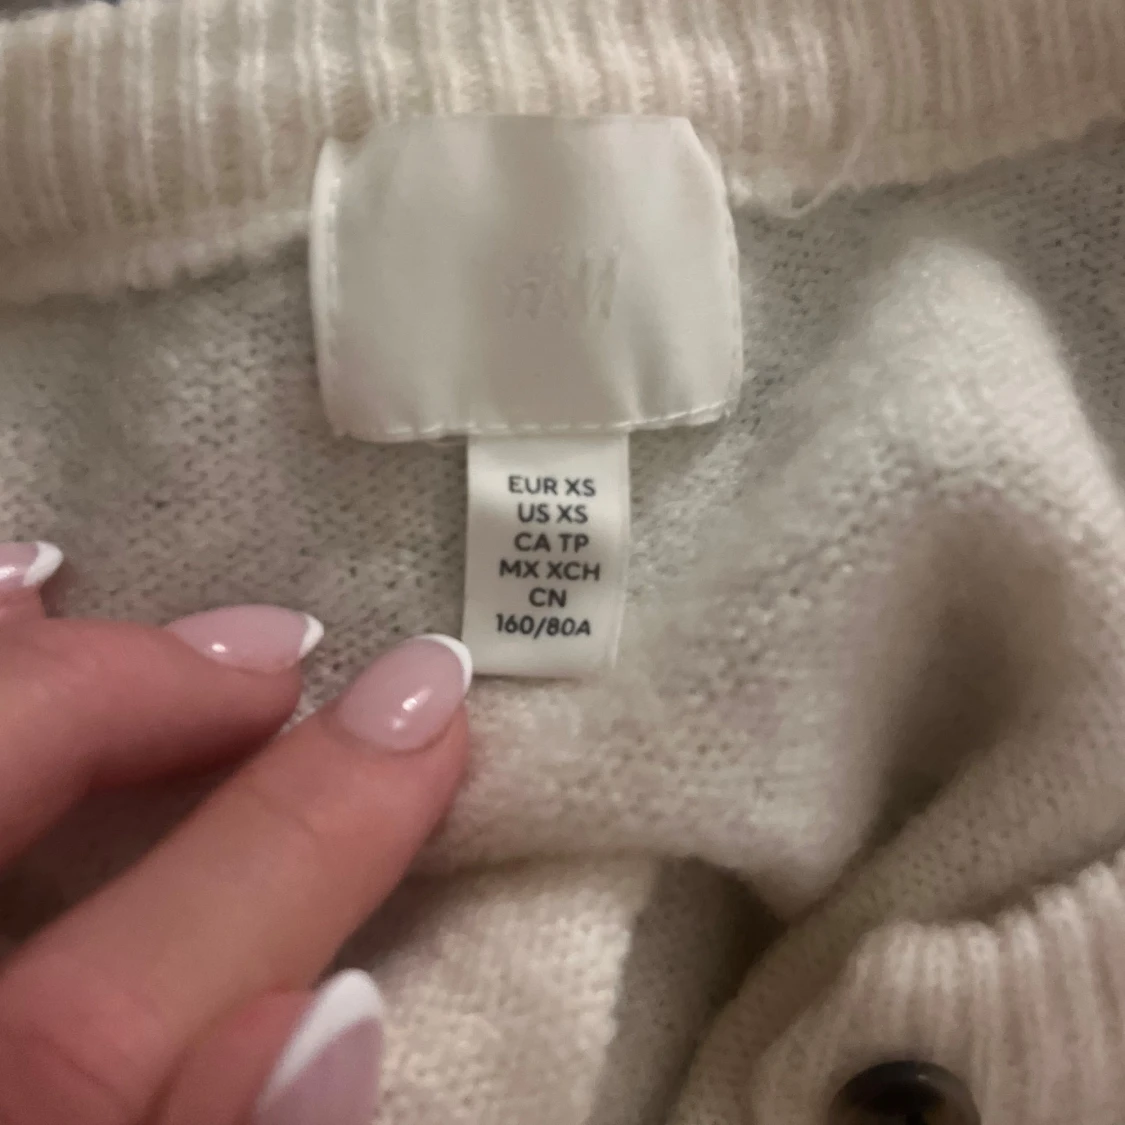 EUR XS
US XS
CA TP
MX XCH
CN
160/80A